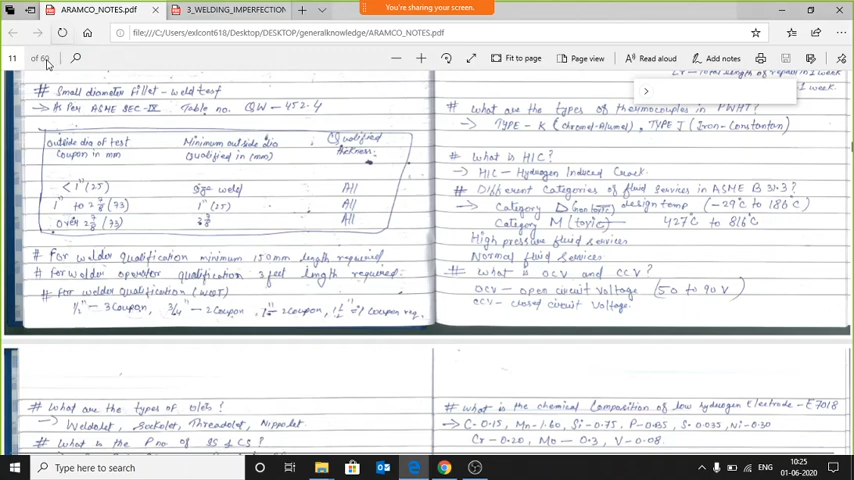 ARAMCO_NOTES.pdf
3_WELDING_IMPERFECTION
You're sharing your screen.
file:///C:/Users/exlcont618/Desktop/DESKTOP/generalknowledge/ARAMCO_NOTES.pdf
11
of 60
Fit to page
Page view
Read aloud
Add notes
# Small diameter Fillet-weld test
→ As Per ASME SEC-IX Table no. QW-452.4
Outside dia of test
coupon in mm
Minimum outside dia
Qualified in (mm)
Qualified
thickness
< 1" (25) Size weld All
1" to 2 7/8 (73) 1" (25) All
Over 2 7/8 (73) 2 7/8 All
# For welder qualification minimum 150mm length required
# For welder operator qualification 3 feet length required.
# For welder Qualification (WQT)
1/2" - 3 Coupon, 3/4" - 2 Coupon, 1" - 2 Coupon, Coupon req.
# What are the types of thermocouples in PWHT?
→ TYPE-K (chromel-Alumel), TYPE J (Iron-Constantan)
# What is HIC?
→ HIC - Hydrogen Induced Crack.
# Different Categories of fluid Services in ASME B 31.3?
→ Category D (non toxic) design temp (-29°C to 186°C)
Category M (toxic) 427°C to 816°C
High pressure fluid services
Normal fluid services
# What is OCV and CCV?
OCV - open circuit voltage (50 to 90V)
CCV - closed circuit voltage.
# What are the types of olets?
→ Weldolet, Sockolet, Threadolet, Nippolet
# What is the P no of SS & CS?
# What is the chemical Composition of low hydrogen Electrode - E7018
→ C-0.15, Mn-1.60, Si-0.75, P-0.035, S-0.035, Ni-0.30
Cr-0.20, Mo-0.3, V-0.08.
Type here to search
ENG
10:25
01-06-2020